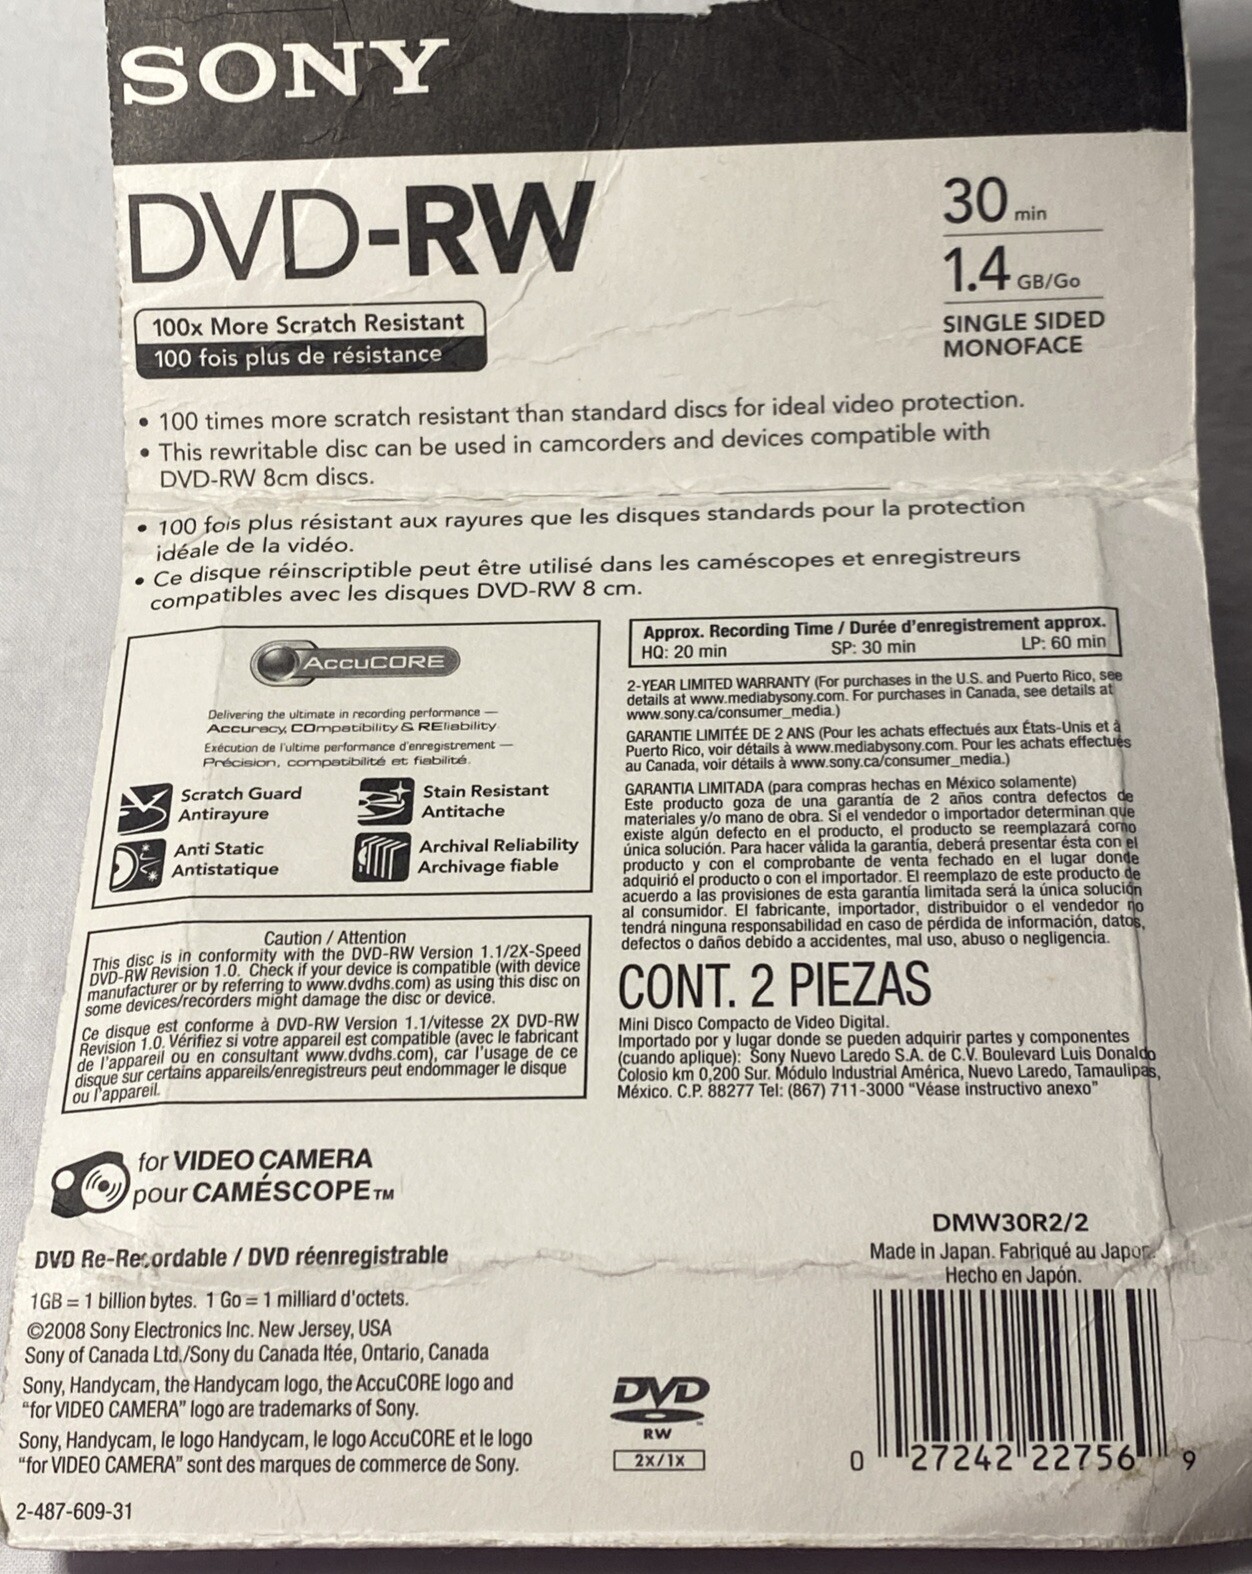 SONY
DVD-RW
30 min
1.4 GB/Go
SINGLE SIDED
MONOFACE
100x More Scratch Resistant
100 fois plus de résistance
• 100 times more scratch resistant than standard discs for ideal video protection.
• This rewritable disc can be used in camcorders and devices compatible with
DVD-RW 8cm discs.
• 100 fois plus résistant aux rayures que les disques standards pour la protection
idéale de la vidéo.
• Ce disque réinscriptible peut être utilisé dans les caméscopes et enregistreurs
compatibles avec les disques DVD-RW 8 cm.
AccuCORE
Delivering the ultimate in recording performance —
Accuracy, COmpatibility & REliability
Exécution de l'ultime performance d'enregistrement —
Précision, compatibilité et fiabilité.
Scratch Guard
Antirayure
Stain Resistant
Antitache
Anti Static
Antistatique
Archival Reliability
Archivage fiable
Caution / Attention
This disc is in conformity with the DVD-RW Version 1.1/2X-Speed
DVD-RW Revision 1.0. Check if your device is compatible (with device
manufacturer or by referring to www.dvdhs.com) as using this disc on
some devices/recorders might damage the disc or device.
Ce disque est conforme à DVD-RW Version 1.1/vitesse 2X DVD-RW
Revision 1.0. Vérifiez si votre appareil est compatible (avec le fabricant
de l'appareil ou en consultant www.dvdhs.com), car l'usage de ce
disque sur certains appareils/enregistreurs peut endommager le disque
ou l'appareil.
Approx. Recording Time / Durée d'enregistrement approx.
HQ: 20 min SP: 30 min LP: 60 min
2-YEAR LIMITED WARRANTY (For purchases in the U.S. and Puerto Rico, see
details at www.mediabysony.com. For purchases in Canada, see details at
www.sony.ca/consumer_media.)
GARANTIE LIMITÉE DE 2 ANS (Pour les achats effectués aux États-Unis et à
Puerto Rico, voir détails à www.mediabysony.com. Pour les achats effectués
au Canada, voir détails à www.sony.ca/consumer_media.)
GARANTIA LIMITADA (para compras hechas en México solamente)
Este producto goza de una garantía de 2 años contra defectos de
materiales y/o mano de obra. Si el vendedor o importador determinan que
existe algún defecto en el producto, el producto se reemplazará como
única solución. Para hacer válida la garantía, deberá presentar ésta con el
producto y con el comprobante de venta fechado en el lugar donde
adquirió el producto o con el importador. El reemplazo de este producto de
acuerdo a las provisiones de esta garantía limitada será la única solución
al consumidor. El fabricante, importador, distribuidor o el vendedor no
tendrá ninguna responsabilidad en caso de pérdida de información, datos,
defectos o daños debido a accidentes, mal uso, abuso o negligencia.
CONT. 2 PIEZAS
Mini Disco Compacto de Video Digital.
Importado por y lugar donde se pueden adquirir partes y componentes
(cuando aplique): Sony Nuevo Laredo S.A. de C.V. Boulevard Luis Donaldo
Colosio km 0,200 Sur. Módulo Industrial América, Nuevo Laredo, Tamaulipas,
México. C.P. 88277 Tel: (867) 711-3000 "Véase instructivo anexo"
for VIDEO CAMERA
pour CAMÉSCOPE TM
DVD Re-Recordable / DVD réenregistrable
1GB = 1 billion bytes. 1 Go = 1 milliard d'octets.
©2008 Sony Electronics Inc. New Jersey, USA
Sony of Canada Ltd./Sony du Canada ltée, Ontario, Canada
Sony, Handycam, the Handycam logo, the AccuCORE logo and
"for VIDEO CAMERA" logo are trademarks of Sony.
Sony, Handycam, le logo Handycam, le logo AccuCORE et le logo
"for VIDEO CAMERA" sont des marques de commerce de Sony.
2-487-609-31
DVD
RW
2x/1x
DMW30R2/2
Made in Japan. Fabriqué au Japon.
Hecho en Japón.
0 27242 22756 9